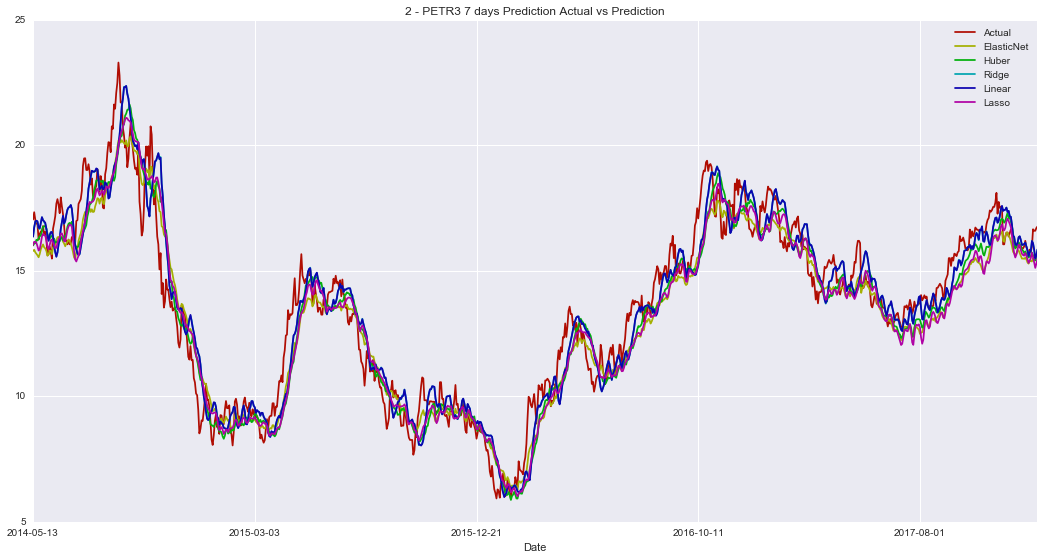 2 - PETR3 7 days Prediction Actual vs Prediction
25
20
15
10
5
Actual
ElasticNet
Huber
Ridge
Linear
Lasso
2014-05-13
2015-03-03
2015-12-21
2016-10-11
2017-08-01
Date